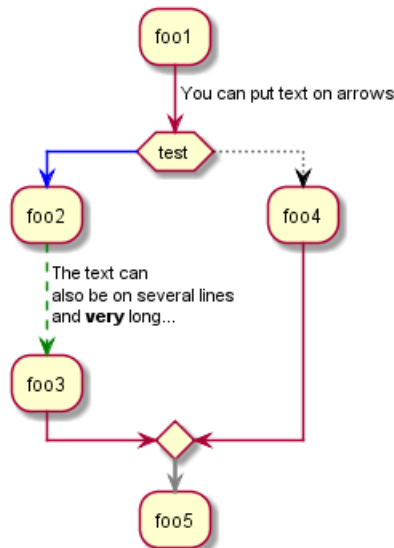 foo1
You can put text on arrows
test
foo2
foo4
The text can
also be on several lines
and very long...
foo3
foo5